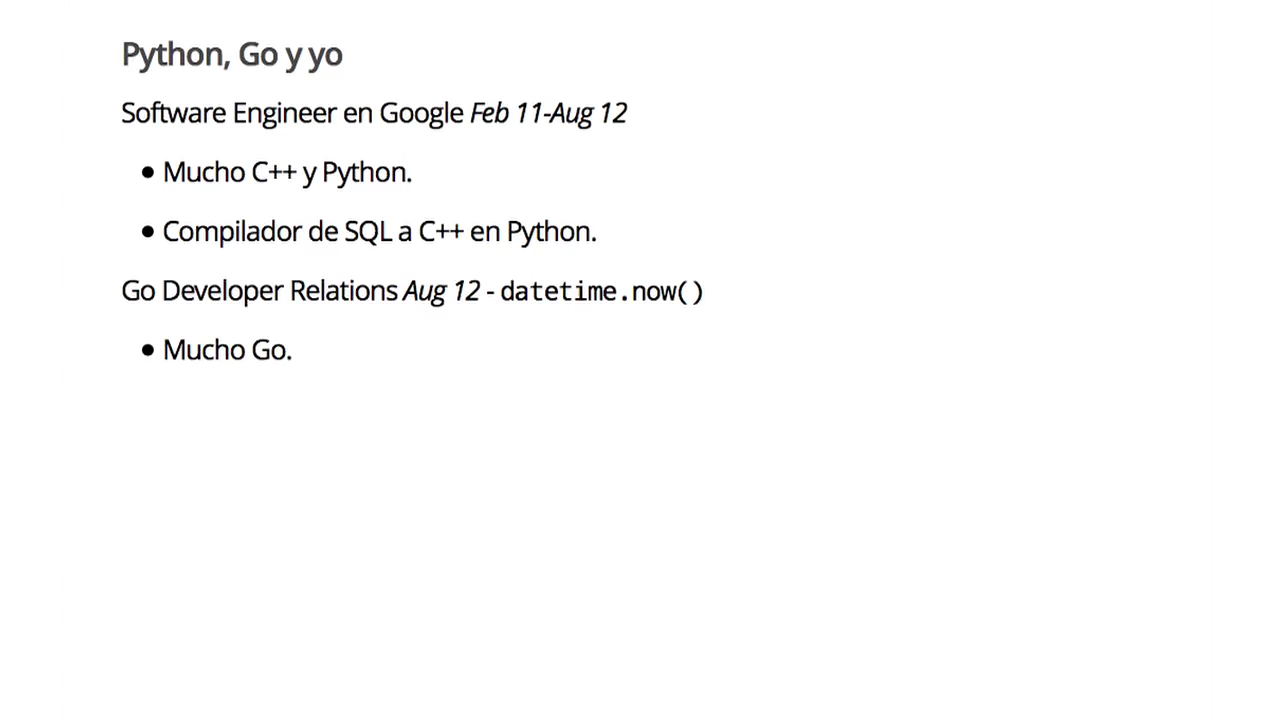 Python, Go y yo
Software Engineer en Google Feb 11-Aug 12
• Mucho C++ y Python.
• Compilador de SQL a C++ en Python.
Go Developer Relations Aug 12 - datetime.now()
• Mucho Go.